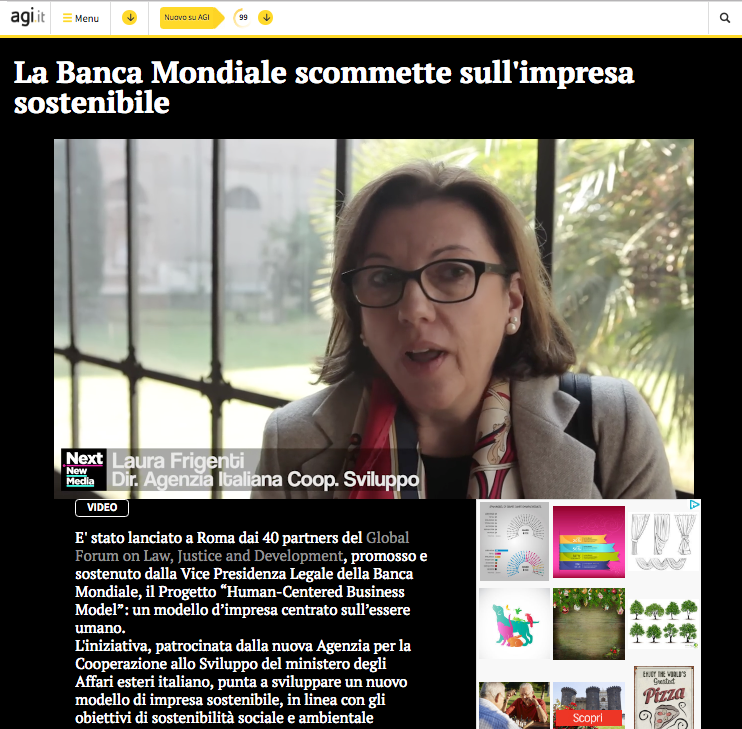 agi.it
Menu
Nuovo su AGI
99
La Banca Mondiale scommette sull'impresa
sostenibile
Next
New
Media
Laura Frigenti
Dir. Agenzia Italiana Coop. Sviluppo
VIDEO
E' stato lanciato a Roma dai 40 partners del Global
Forum on Law, Justice and Development, promosso e
sostenuto dalla Vice Presidenza Legale della Banca
Mondiale, il Progetto “Human-Centered Business
Model”: un modello d’impresa centrato sull’essere
umano.
L'iniziativa, patrocinata dalla nuova Agenzia per la
Cooperazione allo Sviluppo del ministero degli
Affari esteri italiano, punta a sviluppare un nuovo
modello di impresa sostenibile, in linea con gli
obiettivi di sostenibilità sociale e ambientale
ENJOY THE WORLD'S
Greatest
Pizza
Scopri